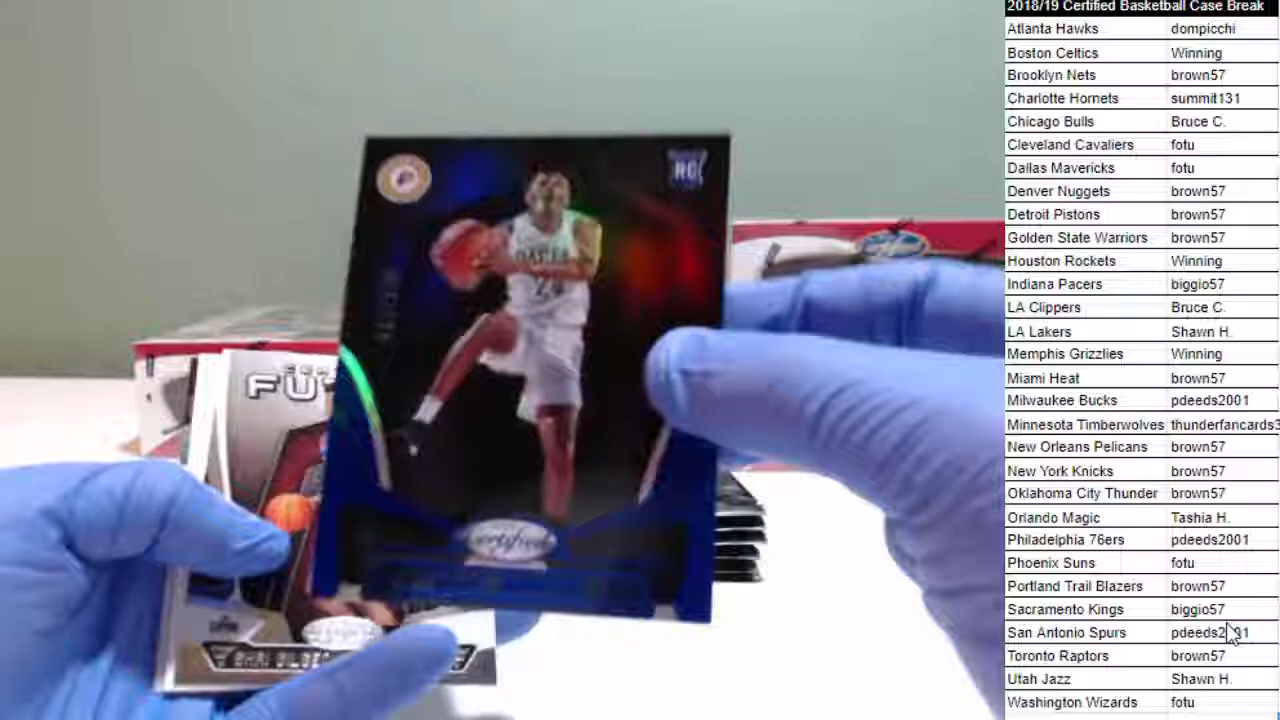 2018/19 Certified Basketball Case Break
Atlanta Hawks dompicchi
Boston Celtics Winning
Brooklyn Nets brown57
Charlotte Hornets summit131
Chicago Bulls Bruce C.
Cleveland Cavaliers fotu
Dallas Mavericks fotu
Denver Nuggets brown57
Detroit Pistons brown57
Golden State Warriors brown57
Houston Rockets Winning
Indiana Pacers biggio57
LA Clippers Bruce C.
LA Lakers Shawn H.
Memphis Grizzlies Winning
Miami Heat brown57
Milwaukee Bucks pdeeds2001
Minnesota Timberwolves thunderfancards3
New Orleans Pelicans brown57
New York Knicks brown57
Oklahoma City Thunder brown57
Orlando Magic Tashia H.
Philadelphia 76ers pdeeds2001
Phoenix Suns fotu
Portland Trail Blazers brown57
Sacramento Kings biggio57
San Antonio Spurs pdeeds2001
Toronto Raptors brown57
Utah Jazz Shawn H.
Washington Wizards fotu
RC
certified